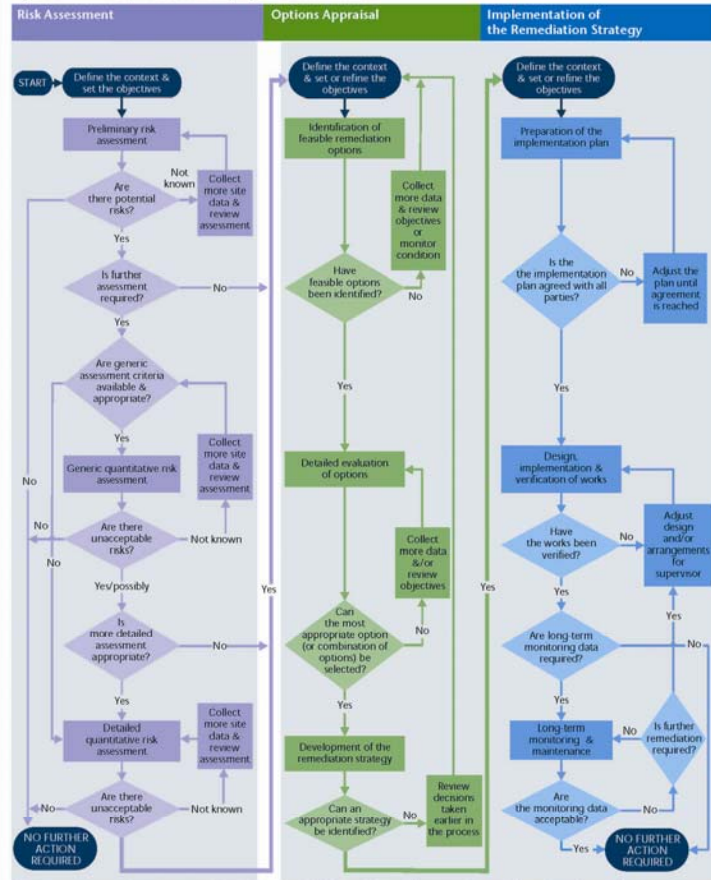 Risk Assessment
START
Define the context &
set the objectives
Preliminary risk
assessment
Not
known
Collect
more site
data &
review
assessment
Are
there potential
risks?
Yes
Is further
assessment
required?
No
Yes
Are generic
assessment criteria
available &
appropriate?
Yes
Collect
more site
data &
review
assessment
Generic quantitative risk
assessment
No
No
No
Are there
unacceptable
risks?
Not known
Yes/possibly
Is
more detailed
assessment
appropriate?
No
Yes
Detailed
quantitative risk
assessment
Collect
more site
data &
review
assessment
Are there
unacceptable
risks?
No
Not known
NO FURTHER
ACTION
REQUIRED
Yes
Options Appraisal
Define the context
& set or refine the
objectives
Identification of
feasible remediation
options
Collect
more data
& review
objectives
or
monitor
condition
Have
feasible options
been identified?
No
Yes
Detailed evaluation
of options
Collect
more data
&/or
review
objectives
Can
the most
appropriate option
(or combination of
options) be
selected?
No
Yes
Development of the
remediation strategy
Can an
appropriate strategy
be identified?
No
Review
decisions
taken
earlier in
the process
Yes
Implementation of
the Remediation Strategy
Define the context
& set or refine the
objectives
Preparation of the
implementation plan
Is the
the implementation
plan agreed with all
parties?
No
Adjust the
plan until
agreement
is reached
Yes
Design,
implementation &
verification of works
Have
the works been
verified?
No
Adjust
design
and/or
arrangements
for
supervisor
Yes
Yes
Are long-term
monitoring data
required?
No
Yes
Long-term
monitoring &
maintenance
No
Is further
remediation
required?
Are
the monitoring data
acceptable?
No
Yes
NO FURTHER
ACTION
REQUIRED